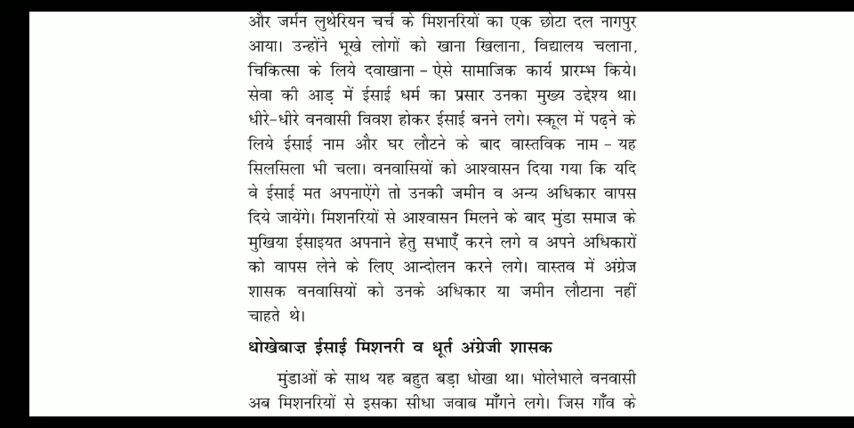 और जर्मन लुथेरियन चर्च के मिशनरियों का एक छोटा दल नागपुर
आया। उन्होंने भूखे लोगों को खाना खिलाना, विद्यालय चलाना,
चिकित्सा के लिये दवाखाना – ऐसे सामाजिक कार्य प्रारम्भ किये।
सेवा की आड़ में ईसाई धर्म का प्रसार उनका मुख्य उद्देश्य था।
धीरे-धीरे वनवासी विवश होकर ईसाई बनने लगे। स्कूल में पढ़ने के
लिये ईसाई नाम और घर लौटने के बाद वास्तविक नाम – यह
सिलसिला भी चला। वनवासियों को आश्वासन दिया गया कि यदि
वे ईसाई मत अपनाऐंगे तो उनकी जमीन व अन्य अधिकार वापस
दिये जायेंगे। मिशनरियों से आश्वासन मिलने के बाद मुंडा समाज के
मुखिया ईसाइयत अपनाने हेतु सभाएँ करने लगे व अपने अधिकारों
को वापस लेने के लिए आन्दोलन करने लगे। वास्तव में अंग्रेज
शासक वनवासियों को उनके अधिकार या जमीन लौटाना नहीं
चाहते थे।
धोखेबाज़ ईसाई मिशनरी व धूर्त अंग्रेजी शासक
मुंडाओं के साथ यह बहुत बड़ा धोखा था। भोलेभाले वनवासी
अब मिशनरियों से इसका सीधा जवाब माँगने लगे। जिस गाँव के